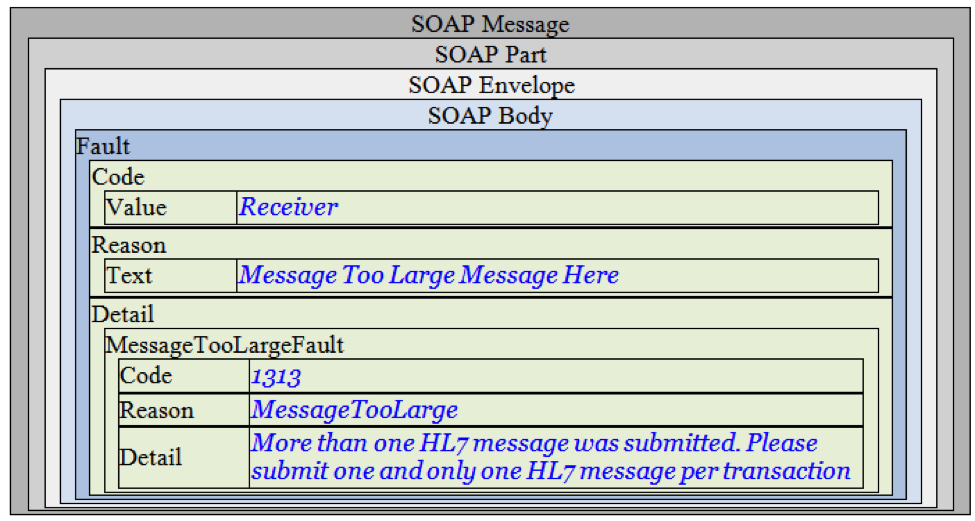 SOAP Message
SOAP Part
SOAP Envelope
SOAP Body
Fault
Code
Value Receiver
Reason
Text Message Too Large Message Here
Detail
MessageTooLargeFault
Code 1313
Reason MessageTooLarge
Detail More than one HL7 message was submitted. Please
submit one and only one HL7 message per transaction